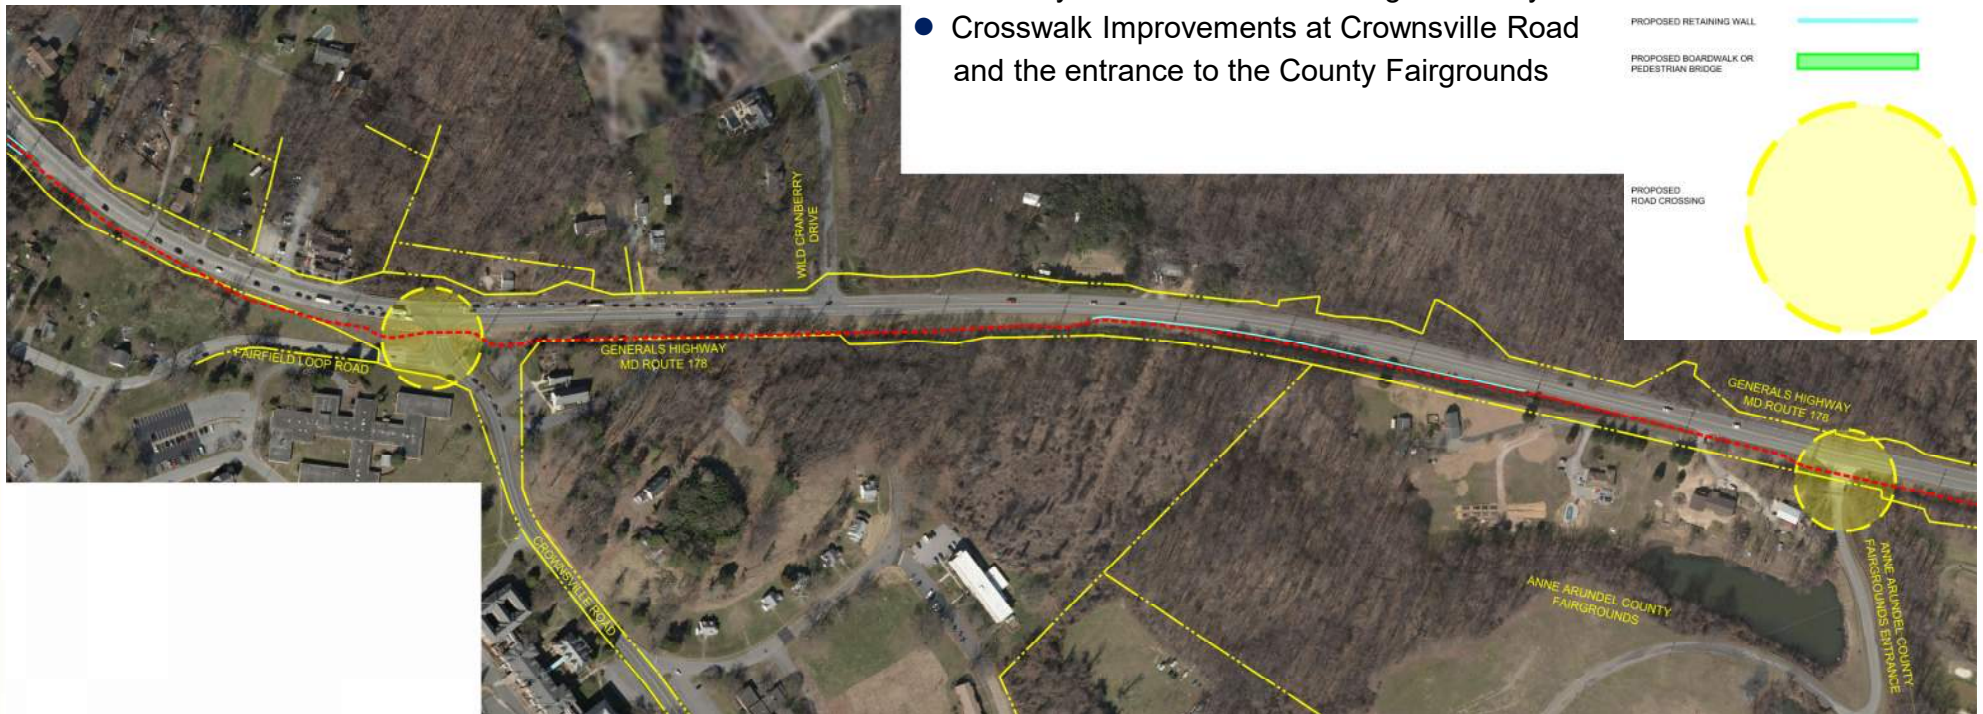 Crosswalk Improvements at Crownsville Road
and the entrance to the County Fairgrounds
PROPOSED RETAINING WALL
PROPOSED BOARDWALK OR
PEDESTRIAN BRIDGE
PROPOSED
ROAD CROSSING
WILD CRANBERRY
DRIVE
FAIRFIELD LOOP ROAD
GENERALS HIGHWAY
MD ROUTE 178
GENERALS HIGHWAY
MD ROUTE 178
CROWNSVILLE ROAD
ANNE ARUNDEL COUNTY
FAIRGROUNDS
ANNE ARUNDEL COUNTY
FAIRGROUNDS ENTRANCE